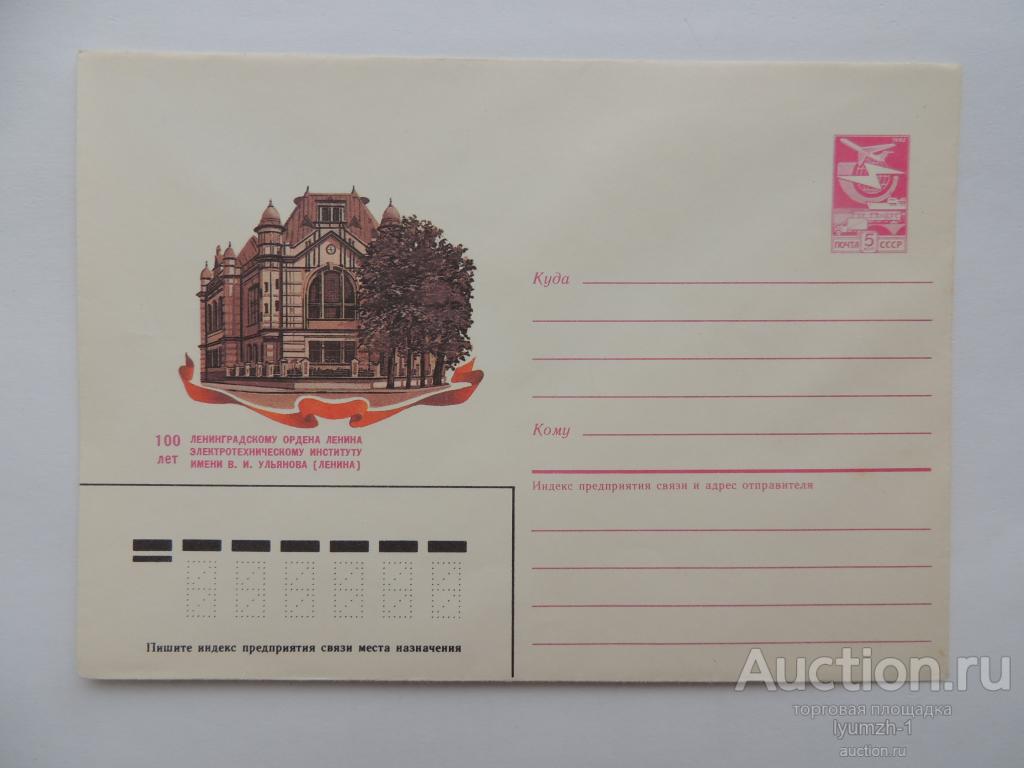 1982
ПОЧТА 5 СССР
Куда
100 лет
ЛЕНИНГРАДСКОМУ ОРДЕНА ЛЕНИНА
ЭЛЕКТРОТЕХНИЧЕСКОМУ ИНСТИТУТУ
ИМЕНИ В. И. УЛЬЯНОВА (ЛЕНИНА)
Кому
Индекс предприятия связи и адрес отправителя
Пишите индекс предприятия связи места назначения
Auction.ru
торговая площадка
lyumzh-1
auction.ru